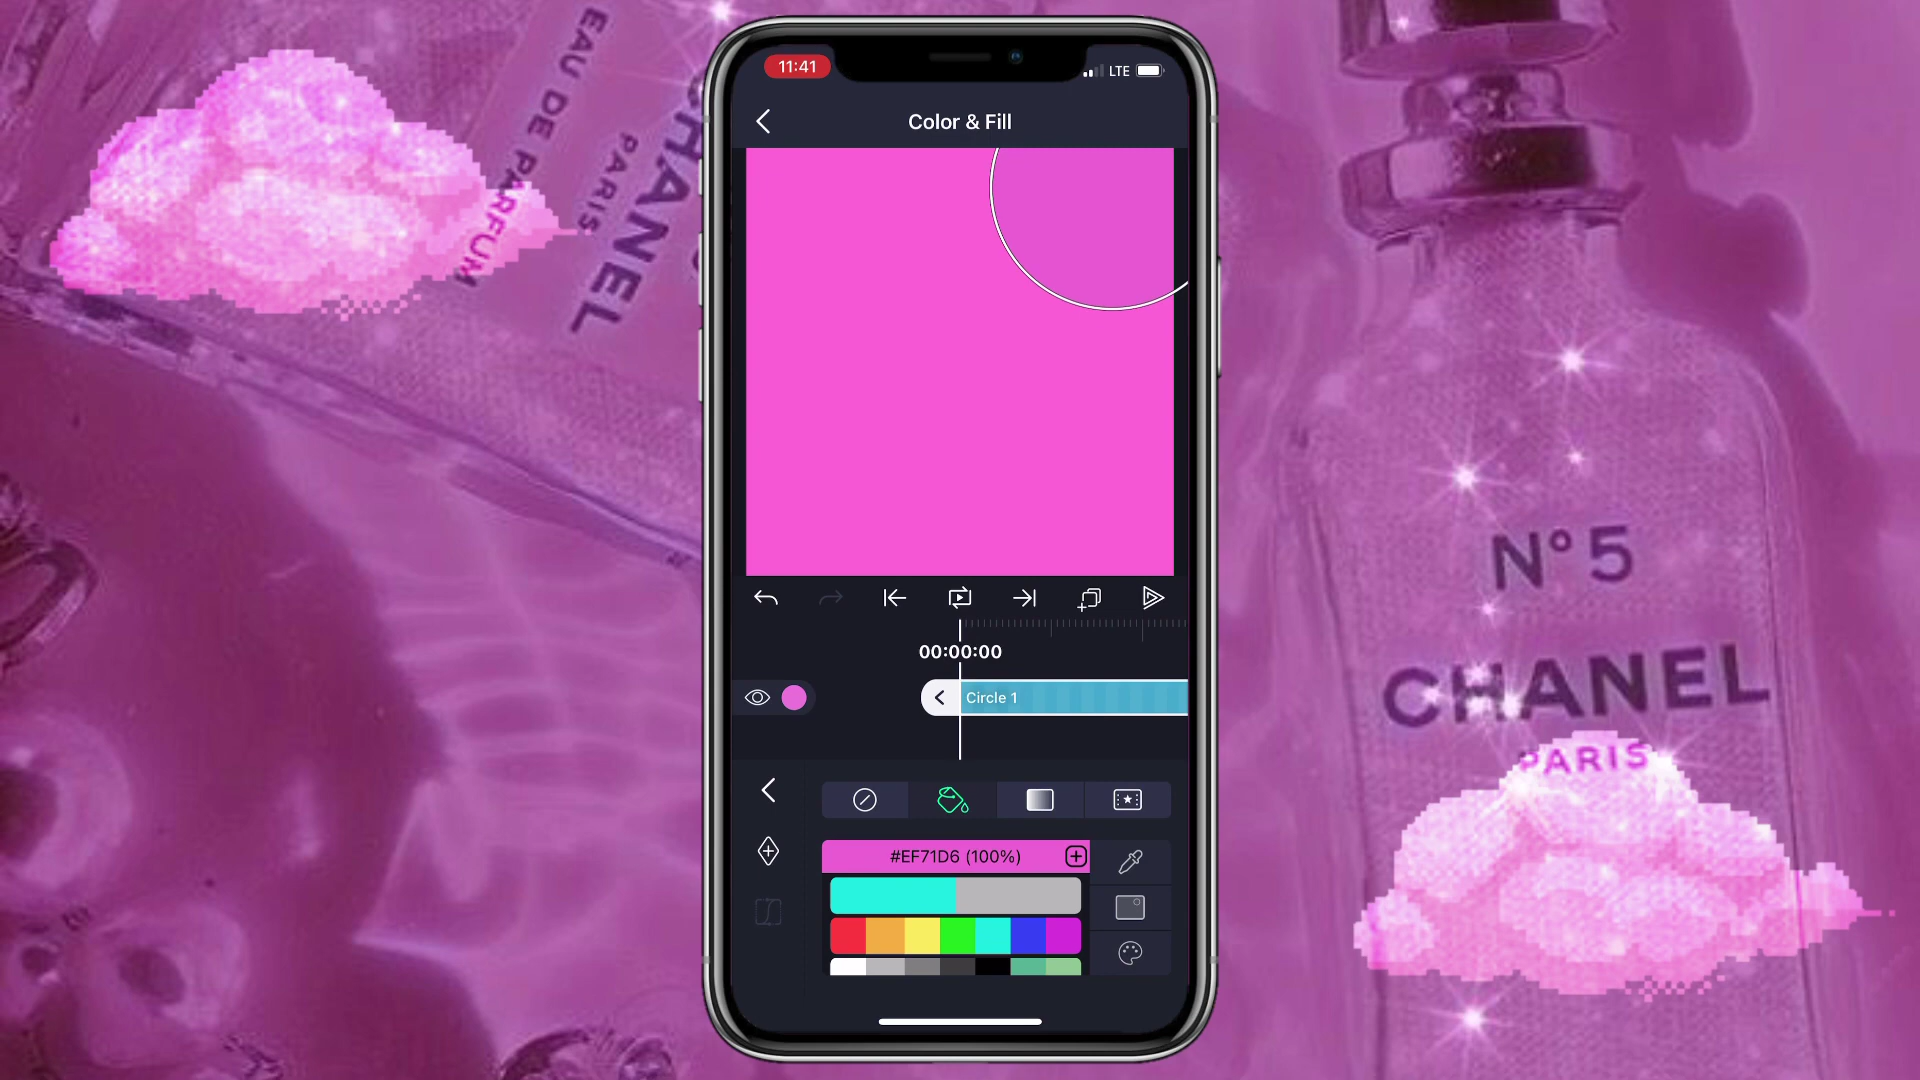 EAU DE PARFUM
PARIS
CHANEL
11:41
LTE
Color & Fill
00:00:00
Circle 1
#EF71D6 (100%)
N°5
CHANEL
PARIS